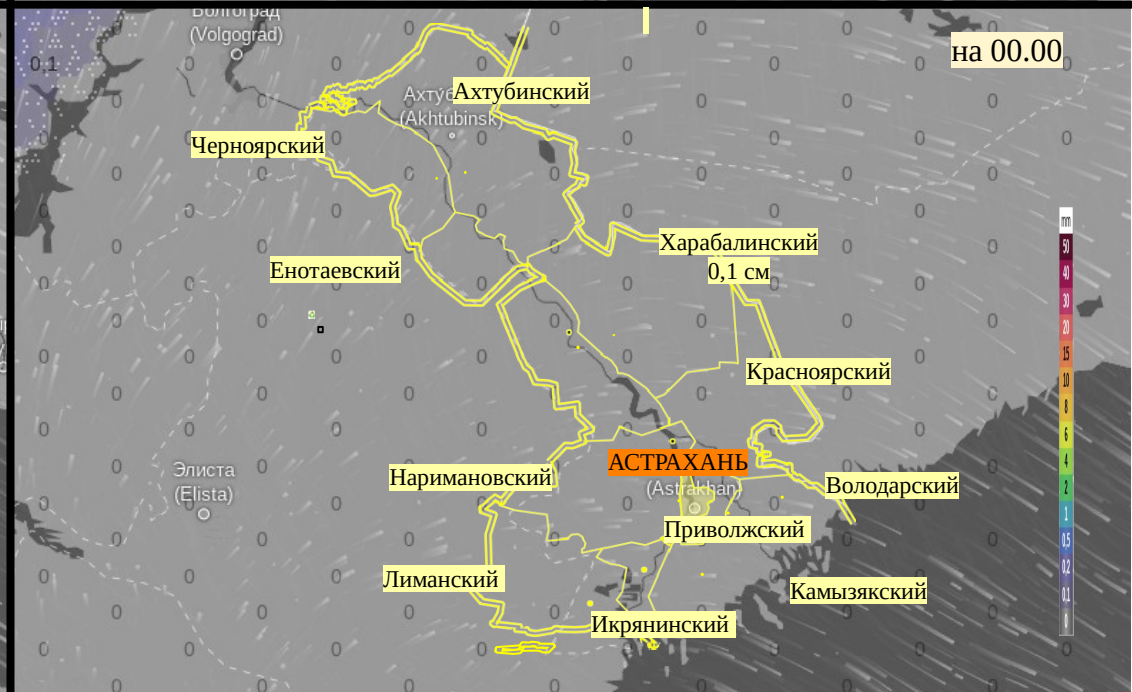 Волгоград
(Volgograd)
на 00.00
0,1
Ахту
Ахтубинский
(Akhtubinsk)
Черноярский
Харабалинский
0,1 см
Енотаевский
Красноярский
АСТРАХАНЬ
(Astrakhan)
Элиста
(Elista)
Наримановский
Володарский
Приволжский
Лиманский
Камызякский
Икрянинский
mm
50
40
30
20
15
10
8
6
4
2
1
0,5
0,2
0,1
0